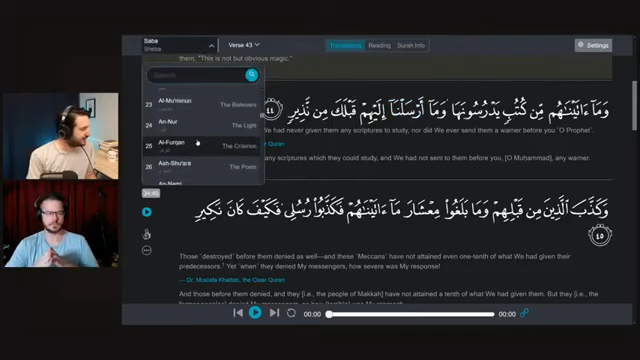 Saba
Sheba
Verse 43
Translations
Reading
Surah Info
Settings
them, "This is not but obvious magic."
Search
23 Al-Mu'minun The Believers
24 An-Nur The Light
25 Al-Furqan The Criterion
26 Ash-Shu'ara The Poets
An-Naml
وَمَآ ءَاتَيْنَـٰهُم مِّن كُتُبٍ يَدْرُسُونَهَا وَمَآ أَرْسَلْنَآ إِلَيْهِمْ قَبْلَكَ مِن نَّذِيرٍ ٤٤
We had never given them any scriptures to study, nor did We ever send them a warner before you ˹O Prophet˺.
Quran
any scriptures which they could study, and We had not sent to them before you, [O Muḥammad], any warner.
34:45
وَكَذَّبَ ٱلَّذِينَ مِن قَبْلِهِمْ وَمَا بَلَغُوا۟ مِعْشَارَ مَآ ءَاتَيْنَـٰهُمْ فَكَذَّبُوا۟ رُسُلِى فَكَيْفَ كَانَ نَكِيرِ
٤٥
Those ˹destroyed˺ before them denied as well—and these ˹Meccans˺ have not attained even one-tenth of what We had given their
predecessors.¹ Yet ˹when˺ they denied My messengers, how severe was My response!
— Dr. Mustafa Khattab, the Clear Quran
And those before them denied, and they [i.e., the people of Makkah] have not attained a tenth of what We had given them. But they [i.e., the
00:00
00:00